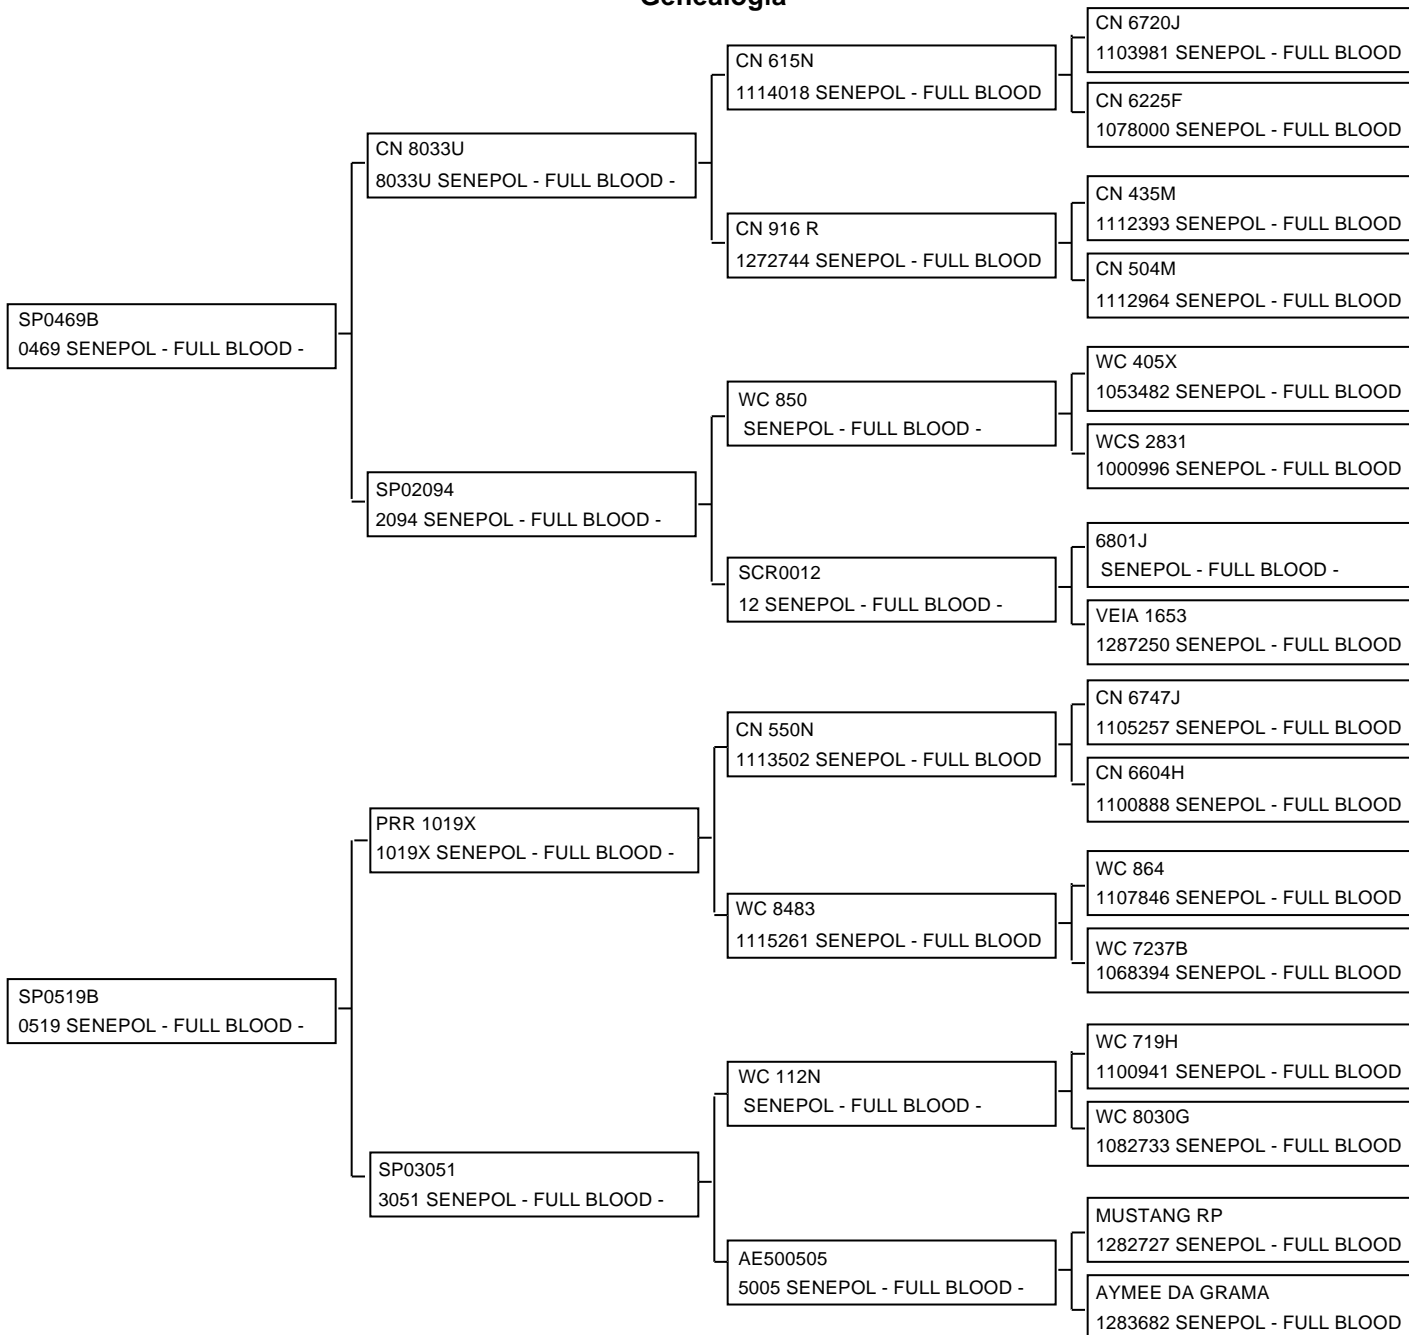 Genealogia
CN 6720J
1103981 SENEPOL - FULL BLOOD
CN 615N
1114018 SENEPOL - FULL BLOOD
CN 6225F
1078000 SENEPOL - FULL BLOOD
CN 8033U
8033U SENEPOL - FULL BLOOD -
CN 435M
1112393 SENEPOL - FULL BLOOD
CN 916 R
1272744 SENEPOL - FULL BLOOD
CN 504M
1112964 SENEPOL - FULL BLOOD
SP0469B
0469 SENEPOL - FULL BLOOD -
WC 405X
1053482 SENEPOL - FULL BLOOD
WC 850
SENEPOL - FULL BLOOD -
WCS 2831
1000996 SENEPOL - FULL BLOOD
SP02094
2094 SENEPOL - FULL BLOOD -
6801J
SENEPOL - FULL BLOOD -
SCR0012
12 SENEPOL - FULL BLOOD -
VEIA 1653
1287250 SENEPOL - FULL BLOOD
CN 6747J
1105257 SENEPOL - FULL BLOOD
CN 550N
1113502 SENEPOL - FULL BLOOD
CN 6604H
1100888 SENEPOL - FULL BLOOD
PRR 1019X
1019X SENEPOL - FULL BLOOD -
WC 864
1107846 SENEPOL - FULL BLOOD
WC 8483
1115261 SENEPOL - FULL BLOOD
WC 7237B
1068394 SENEPOL - FULL BLOOD
SP0519B
0519 SENEPOL - FULL BLOOD -
WC 719H
1100941 SENEPOL - FULL BLOOD
WC 112N
SENEPOL - FULL BLOOD -
WC 8030G
1082733 SENEPOL - FULL BLOOD
SP03051
3051 SENEPOL - FULL BLOOD -
MUSTANG RP
1282727 SENEPOL - FULL BLOOD
AE500505
5005 SENEPOL - FULL BLOOD -
AYMEE DA GRAMA
1283682 SENEPOL - FULL BLOOD